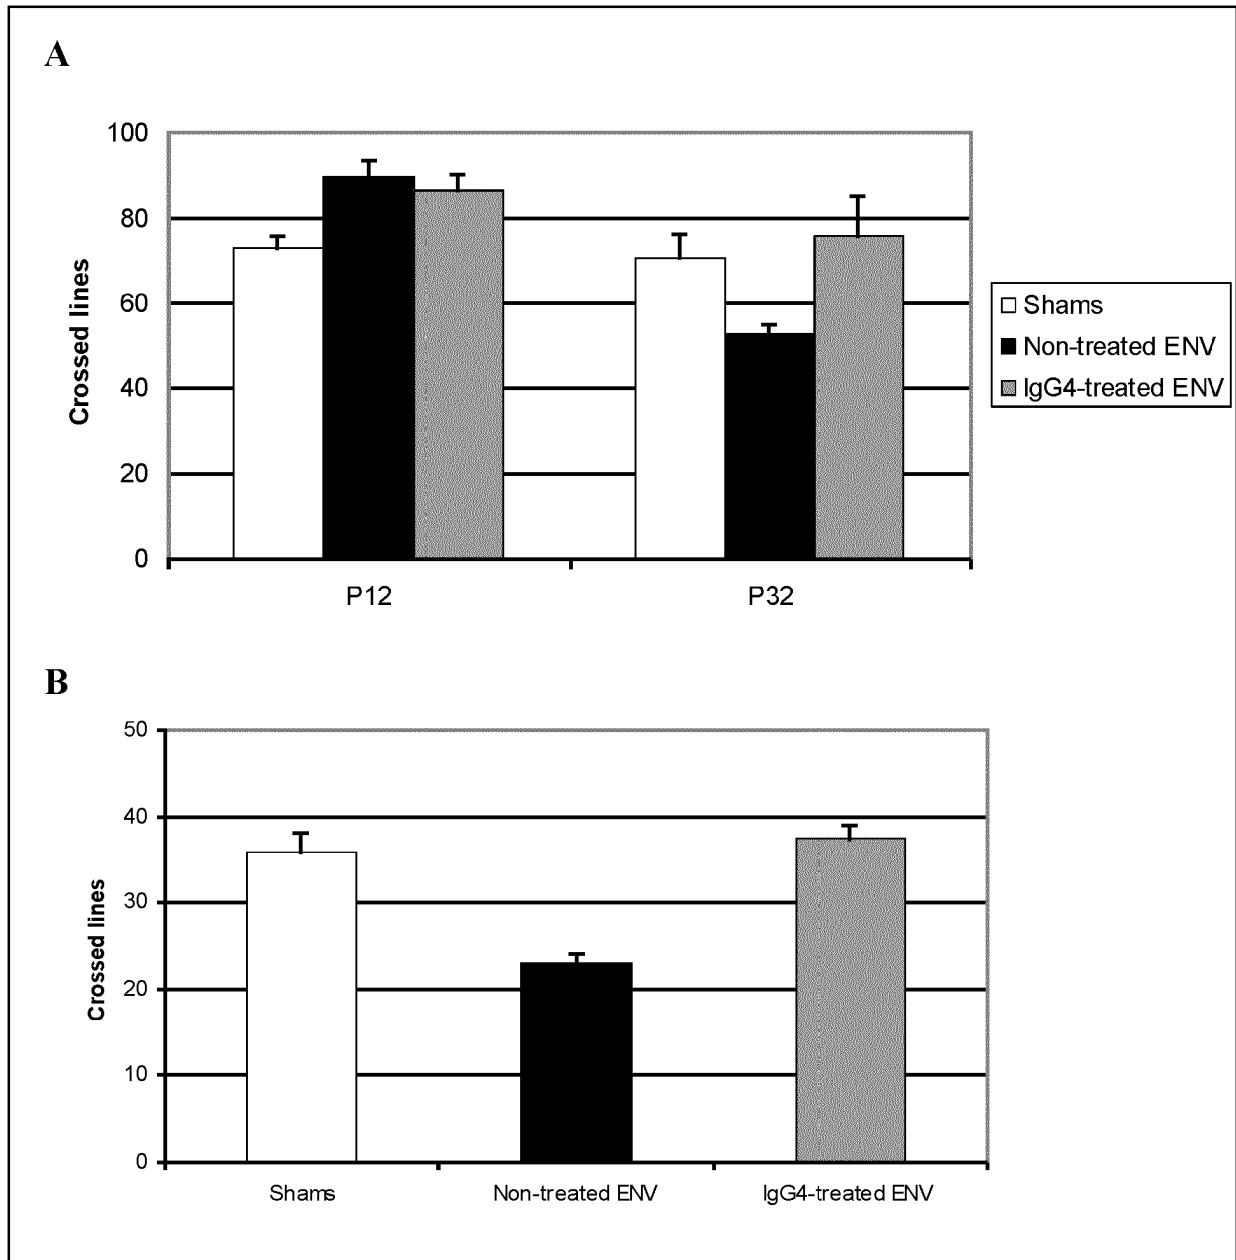 A
100
80
60
40
20
0
Crossed lines
P12 P32
Shams
Non-treated ENV
IgG4-treated ENV
B
50
40
30
20
10
0
Crossed lines
Shams Non-treated ENV IgG4-treated ENV